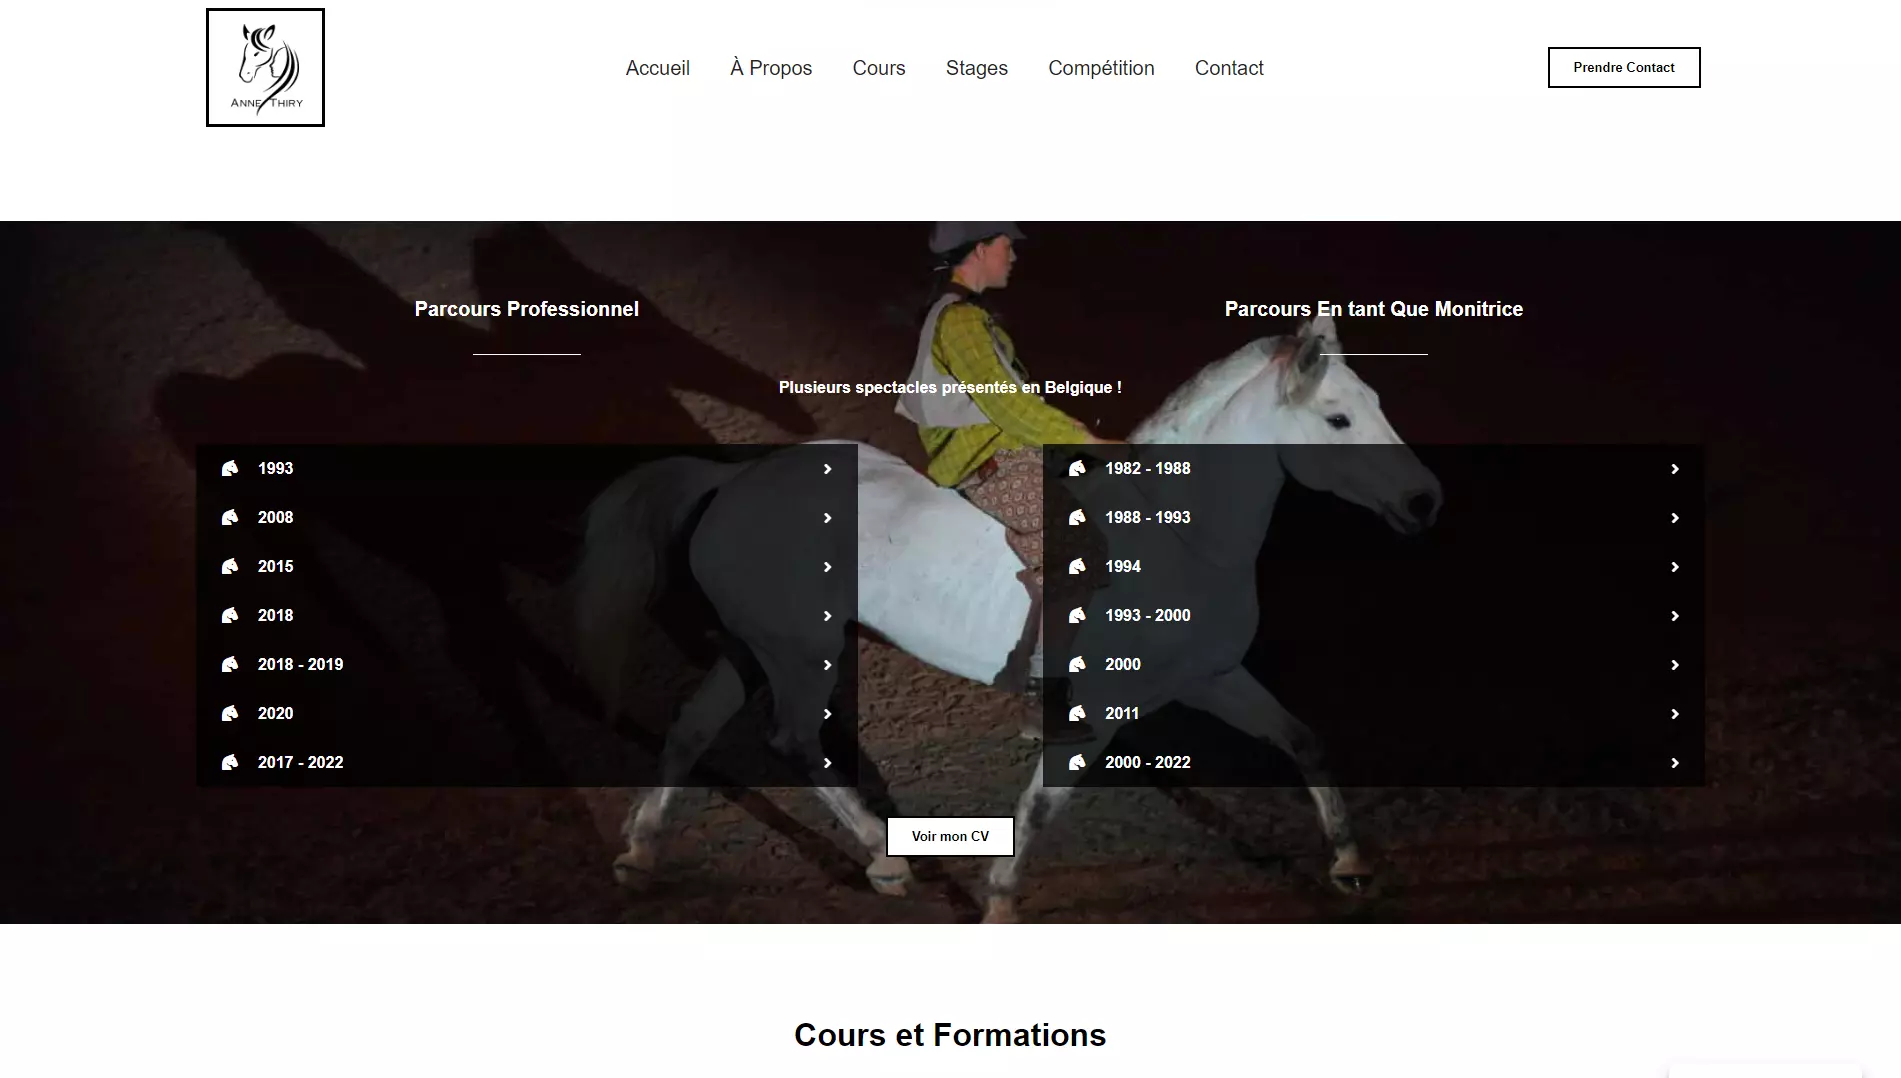 ANNE THIRY
Accueil
À Propos
Cours
Stages
Compétition
Contact
Prendre Contact
Parcours Professionnel
Parcours En tant Que Monitrice
Plusieurs spectacles présentés en Belgique !
1993
2008
2015
2018
2018 - 2019
2020
2017 - 2022
1982 - 1988
1988 - 1993
1994
1993 - 2000
2000
2011
2000 - 2022
Voir mon CV
Cours et Formations